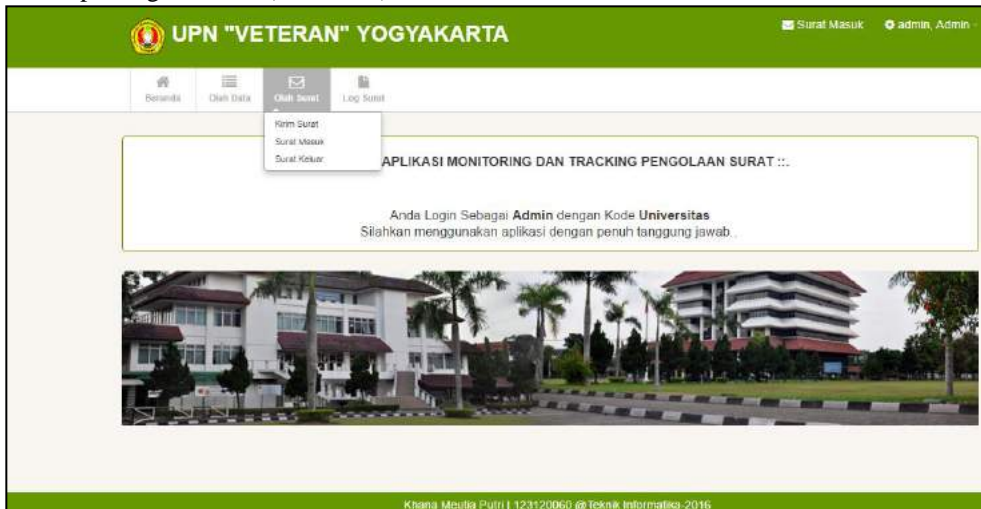 UPN "VETERAN" YOGYAKARTA
Surat Masuk
admin, Admin
Beranda
Olah Data
Olah Surat
Log Surat
Kirim Surat
Surat Masuk
Surat Keluar
APLIKASI MONITORING DAN TRACKING PENGOLAAN SURAT ::.
Anda Login Sebagai Admin dengan Kode Universitas
Silahkan menggunakan aplikasi dengan penuh tanggung jawab..
Khana Meutia Putri | 123120060 @Teknik Informatika-2016